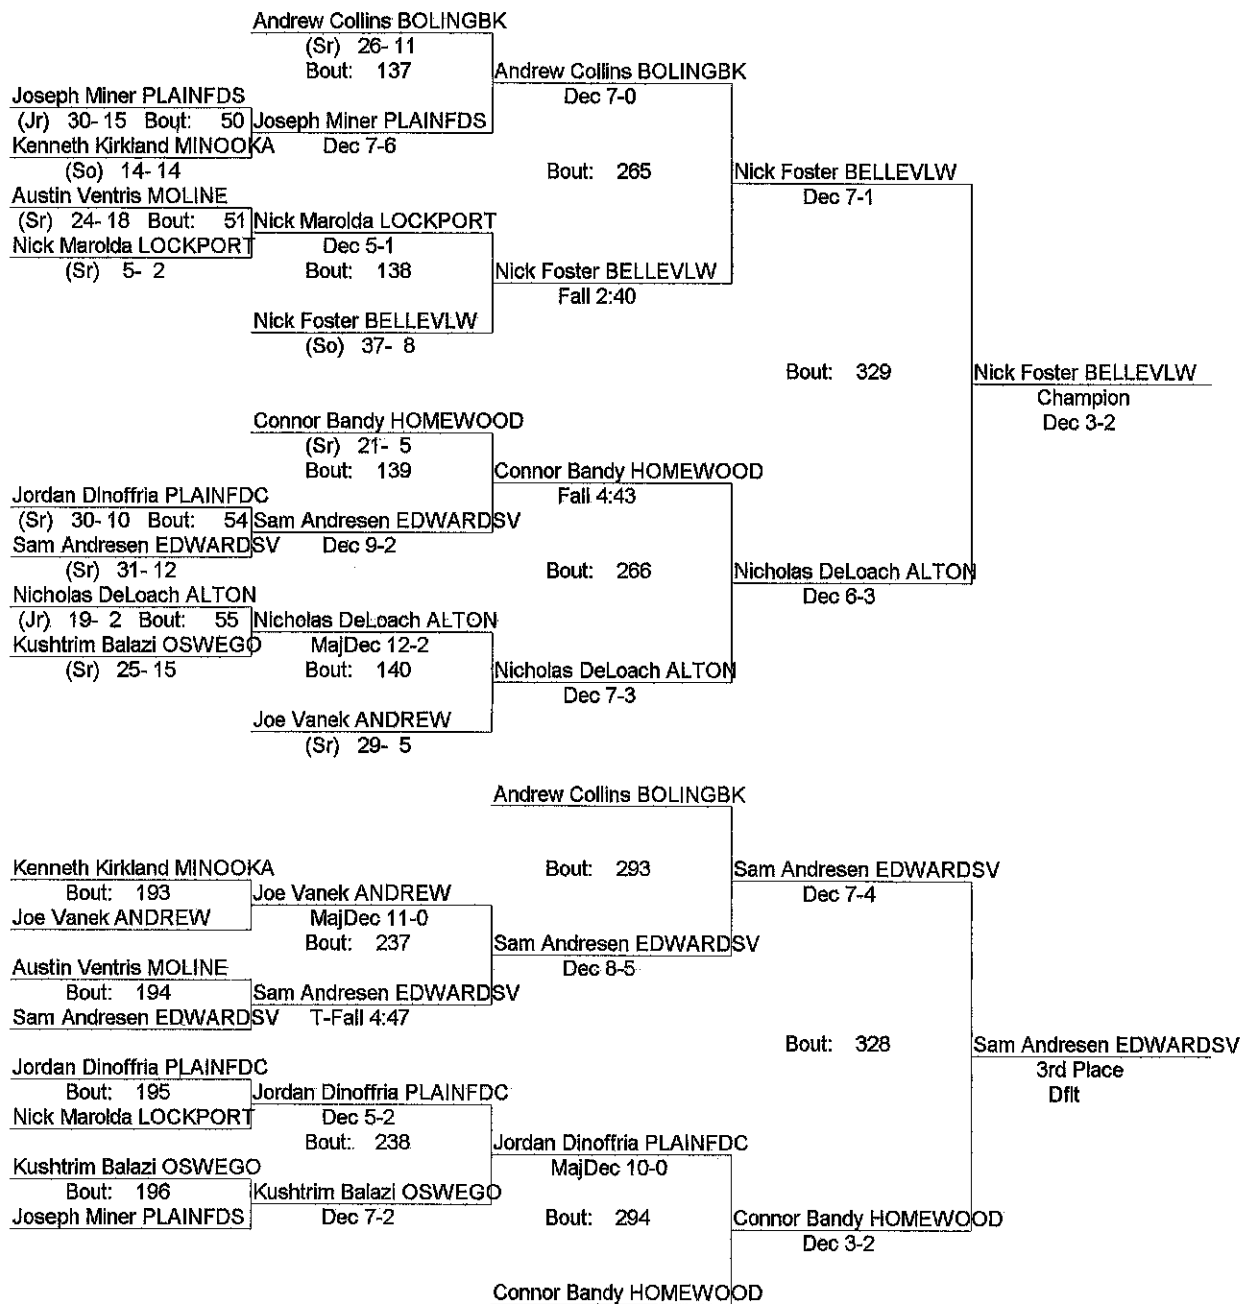 Andrew Collins BOLINGBK
(Sr) 26- 11
Bout: 137
Andrew Collins BOLINGBK
Dec 7-0
Joseph Miner PLAINFDS
(Jr) 30- 15 Bout: 50
Joseph Miner PLAINFDS
Kenneth Kirkland MINOOKA
Dec 7-6
(So) 14- 14
Bout: 265
Nick Foster BELLEVLW
Dec 7-1
Austin Ventris MOLINE
(Sr) 24- 18 Bout: 51
Nick Marolda LOCKPORT
Nick Marolda LOCKPORT
Dec 5-1
(Sr) 5- 2
Bout: 138
Nick Foster BELLEVLW
Fall 2:40
Nick Foster BELLEVLW
(So) 37- 8
Bout: 329
Nick Foster BELLEVLW
Champion
Dec 3-2
Connor Bandy HOMEWOOD
(Sr) 21- 5
Bout: 139
Connor Bandy HOMEWOOD
Fall 4:43
Jordan Dinoffria PLAINFDC
(Sr) 30- 10 Bout: 54
Sam Andresen EDWARDSV
Sam Andresen EDWARDSV
Dec 9-2
(Sr) 31- 12
Bout: 266
Nicholas DeLoach ALTON
Dec 6-3
Nicholas DeLoach ALTON
(Jr) 19- 2 Bout: 55
Nicholas DeLoach ALTON
Kushtrim Balazi OSWEGO
MajDec 12-2
(Sr) 25- 15
Bout: 140
Nicholas DeLoach ALTON
Dec 7-3
Joe Vanek ANDREW
(Sr) 29- 5
Andrew Collins BOLINGBK
Bout: 293
Sam Andresen EDWARDSV
Dec 7-4
Kenneth Kirkland MINOOKA
Bout: 193
Joe Vanek ANDREW
Joe Vanek ANDREW
MajDec 11-0
Bout: 237
Sam Andresen EDWARDSV
Dec 8-5
Austin Ventris MOLINE
Bout: 194
Sam Andresen EDWARDSV
Sam Andresen EDWARDSV
T-Fall 4:47
Bout: 328
Sam Andresen EDWARDSV
3rd Place
Dflt
Jordan Dinoffria PLAINFDC
Bout: 195
Jordan Dinoffria PLAINFDC
Nick Marolda LOCKPORT
Dec 5-2
Bout: 238
Jordan Dinoffria PLAINFDC
MajDec 10-0
Kushtrim Balazi OSWEGO
Bout: 196
Kushtrim Balazi OSWEGO
Joseph Miner PLAINFDS
Dec 7-2
Bout: 294
Connor Bandy HOMEWOOD
Dec 3-2
Connor Bandy HOMEWOOD